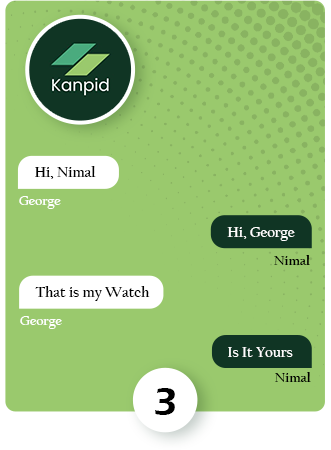 Kanpid
Hi, Nimal
George
Hi, George
Nimal
That is my Watch
George
Is It Yours
Nimal
3